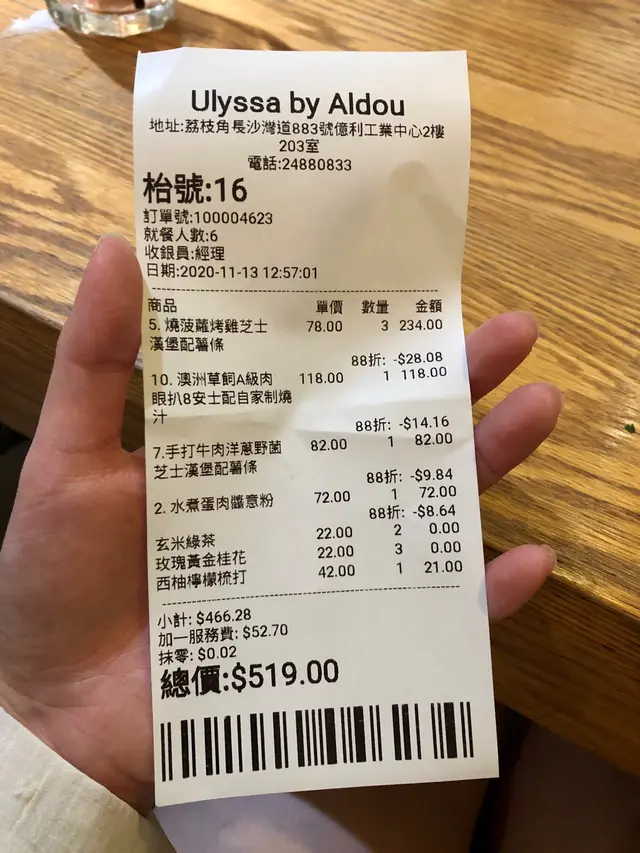 Ulyssa by Aldou
地址:荔枝角長沙灣道883號億利工業中心2樓
203室
電話:24880833
枱號:16
訂單號:100004623
就餐人數:6
收銀員:經理
日期:2020-11-13 12:57:01
商品 單價 數量 金額
5. 燒菠蘿烤雞芝士 78.00 3 234.00
漢堡配薯條
88折: -$28.08
10. 澳洲草飼A級肉 118.00 1 118.00
眼扒8安士配自家制燒
汁
88折: -$14.16
7.手打牛肉洋蔥野菌 82.00 1 82.00
芝士漢堡配薯條
88折: -$9.84
2. 水煮蛋肉醬意粉 72.00 1 72.00
88折: -$8.64
玄米綠茶 22.00 2 0.00
玫瑰黃金桂花 22.00 3 0.00
西柚檸檬梳打 42.00 1 21.00
小計: $466.28
加一服務費: $52.70
抹零: $0.02
總價:$519.00